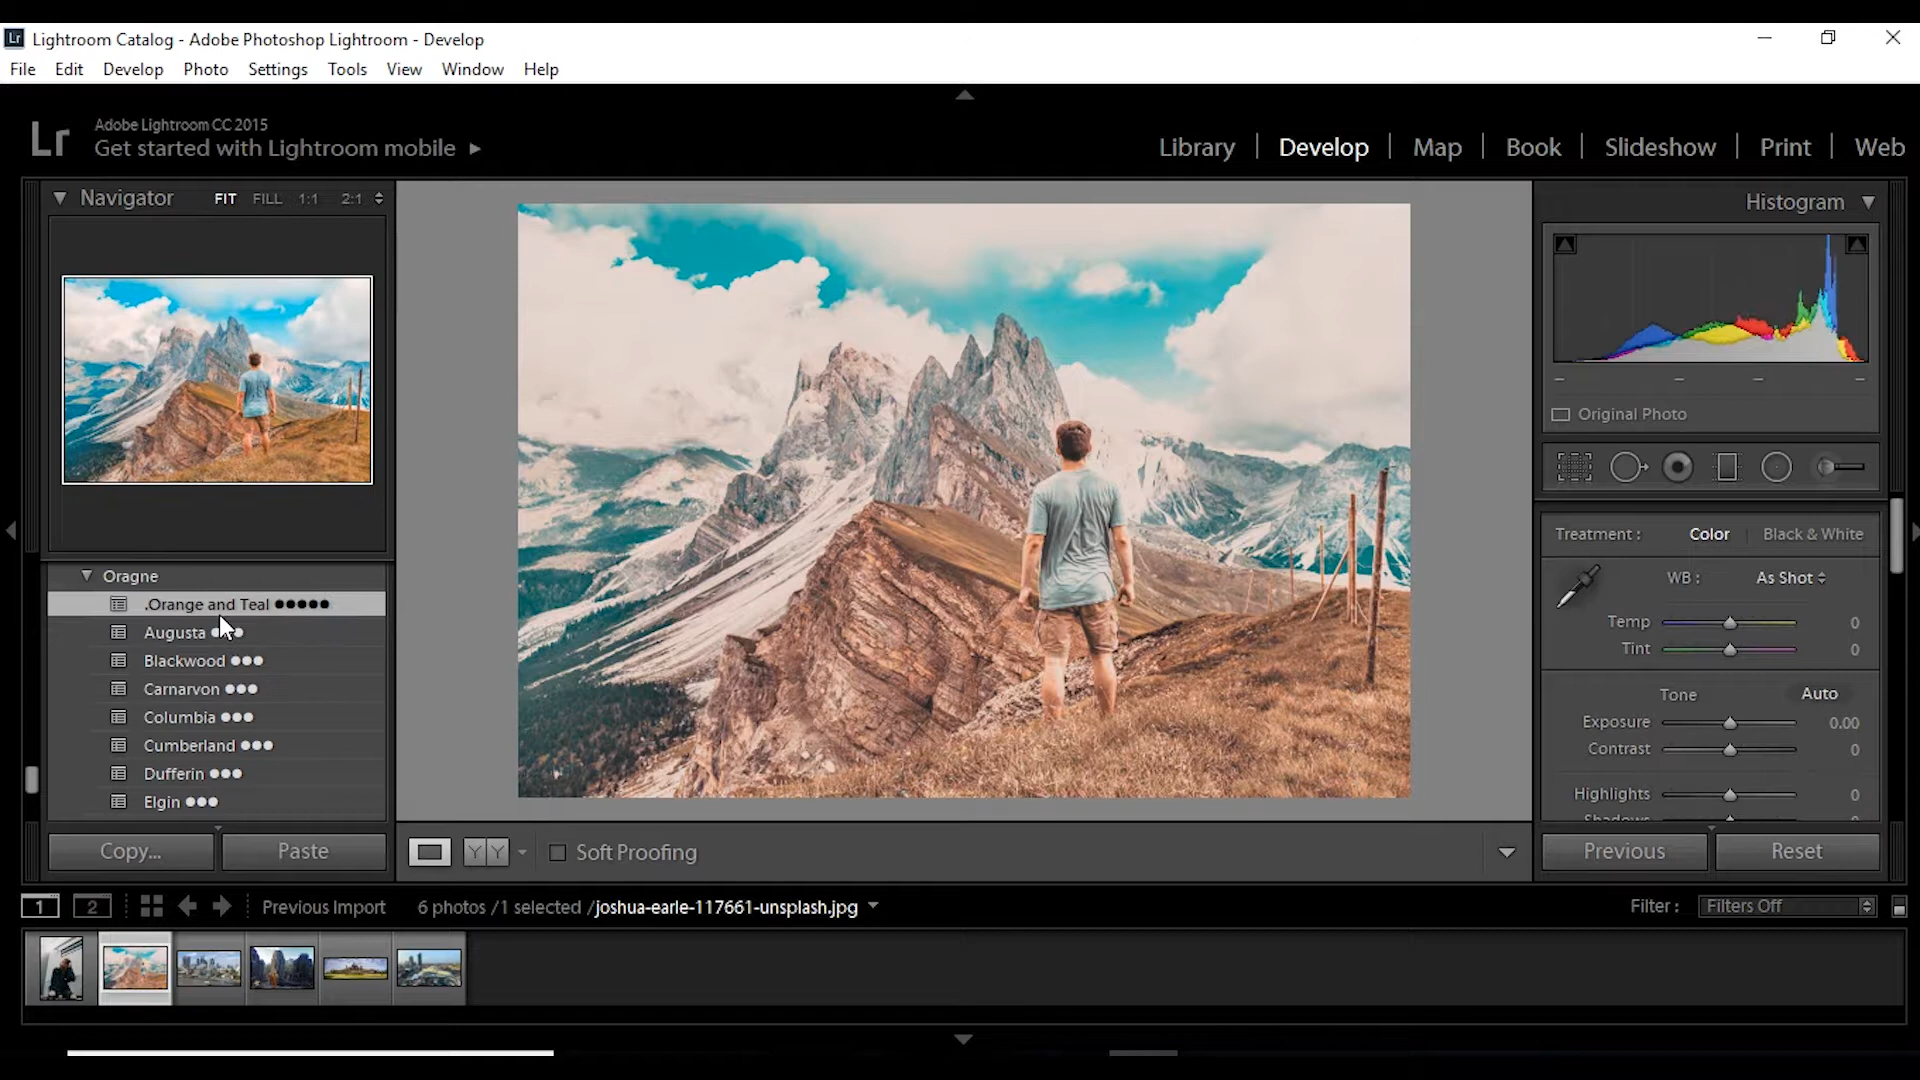 Lr Lightroom Catalog - Adobe Photoshop Lightroom - Develop
File Edit Develop Photo Settings Tools View Window Help
Lr
Adobe Lightroom CC 2015
Get started with Lightroom mobile
Library Develop Map Book Slideshow Print Web
Navigator FIT FILL 1:1 2:1
Histogram
Original Photo
Treatment : Color Black & White
WB : As Shot
Temp 0
Tint 0
Tone Auto
Exposure 0.00
Contrast 0
Highlights 0
Shadows
Oragne
.Orange and Teal
Augusta
Blackwood
Carnarvon
Columbia
Cumberland
Dufferin
Elgin
Copy... Paste
Y Y Soft Proofing
Previous Reset
1 2 Previous Import 6 photos /1 selected /joshua-earle-117661-unsplash.jpg
Filter : Filters Off